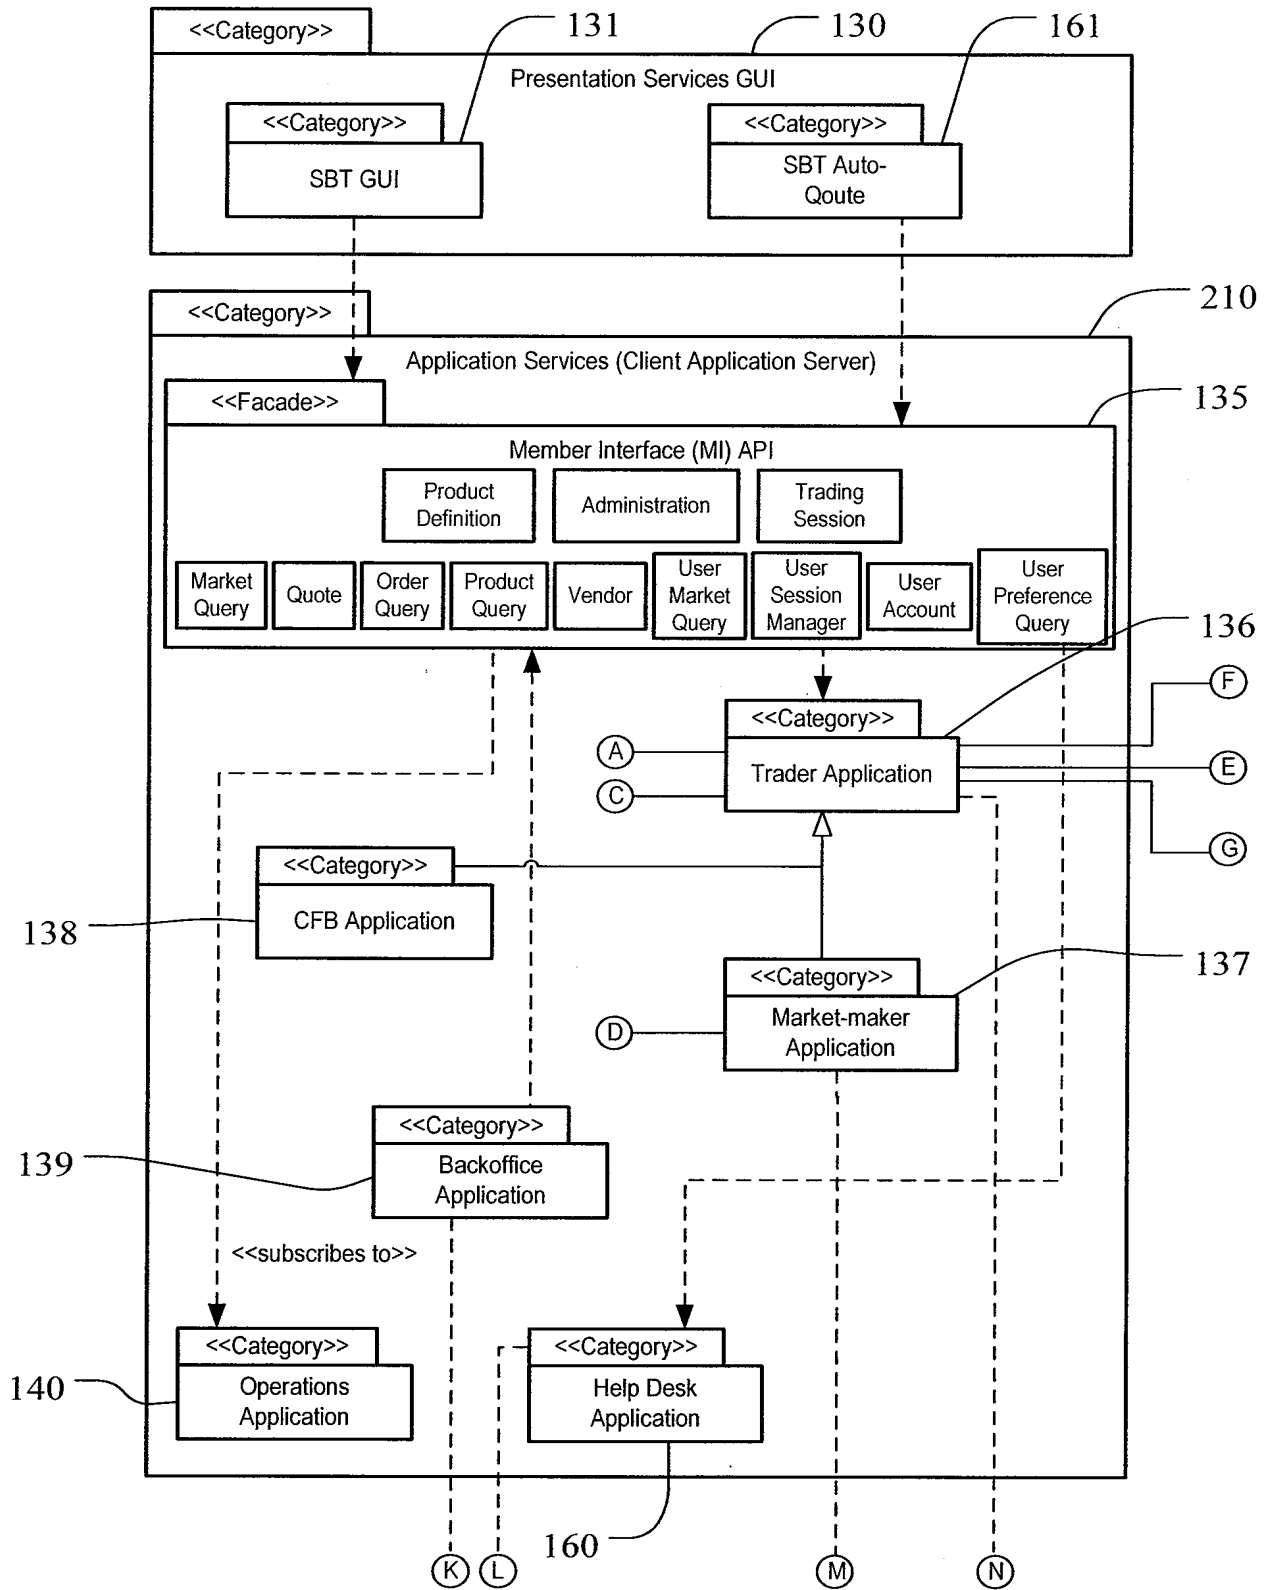 <<Category>>
131
130
161
Presentation Services GUI
<<Category>>
<<Category>>
SBT GUI
SBT Auto-
Qoute
210
<<Category>>
Application Services (Client Application Server)
135
<<Facade>>
Member Interface (MI) API
Product
Definition
Administration
Trading
Session
Market
Query
Quote
Order
Query
Product
Query
Vendor
User
Market
Query
User
Session
Manager
User
Account
User
Preference
Query
136
F
<<Category>>
A
Trader Application
E
C
G
<<Category>>
CFB Application
138
<<Category>>
137
Market-maker
Application
D
<<Category>>
139
Backoffice
Application
<<subscribes to>>
<<Category>>
<<Category>>
140
Operations
Application
Help Desk
Application
160
K
L
M
N